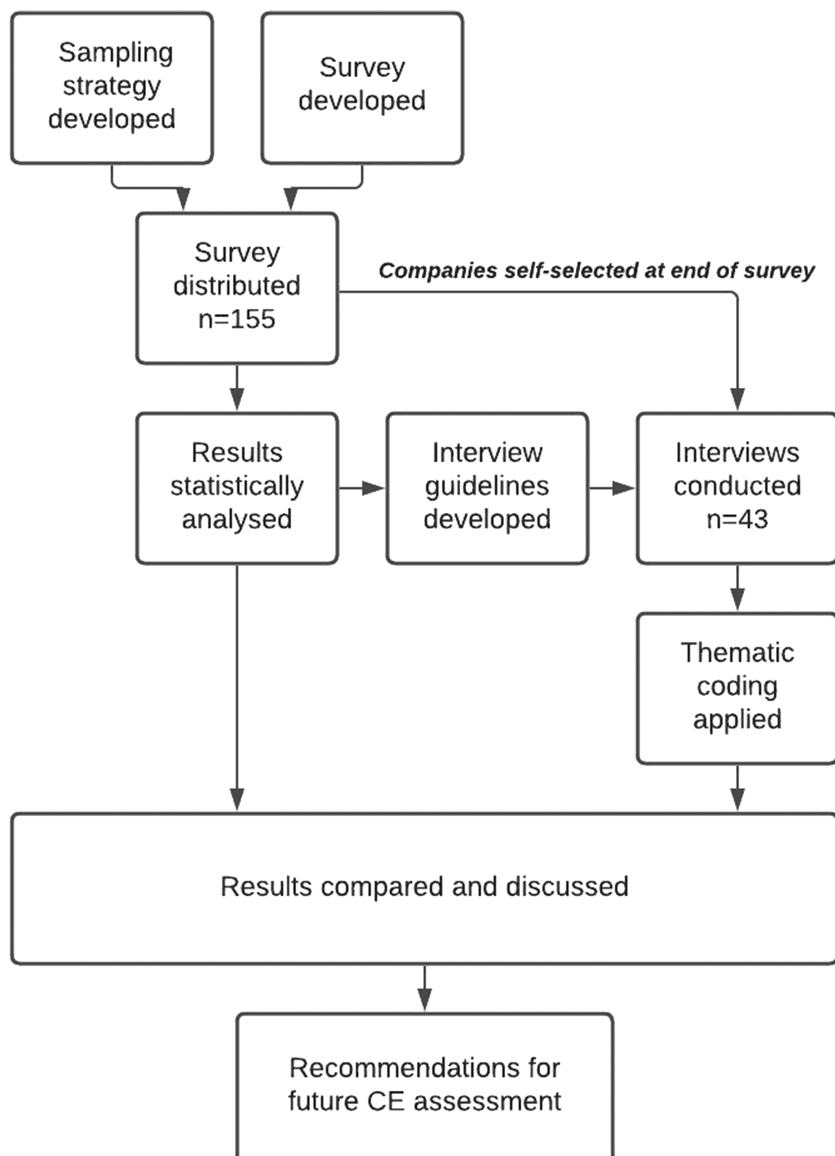 Sampling
strategy
developed
Survey
developed
Survey
distributed
n=155
Companies self-selected at end of survey
Results
statistically
analysed
Interview
guidelines
developed
Interviews
conducted
n=43
Thematic
coding
applied
Results compared and discussed
Recommendations for
future CE assessment